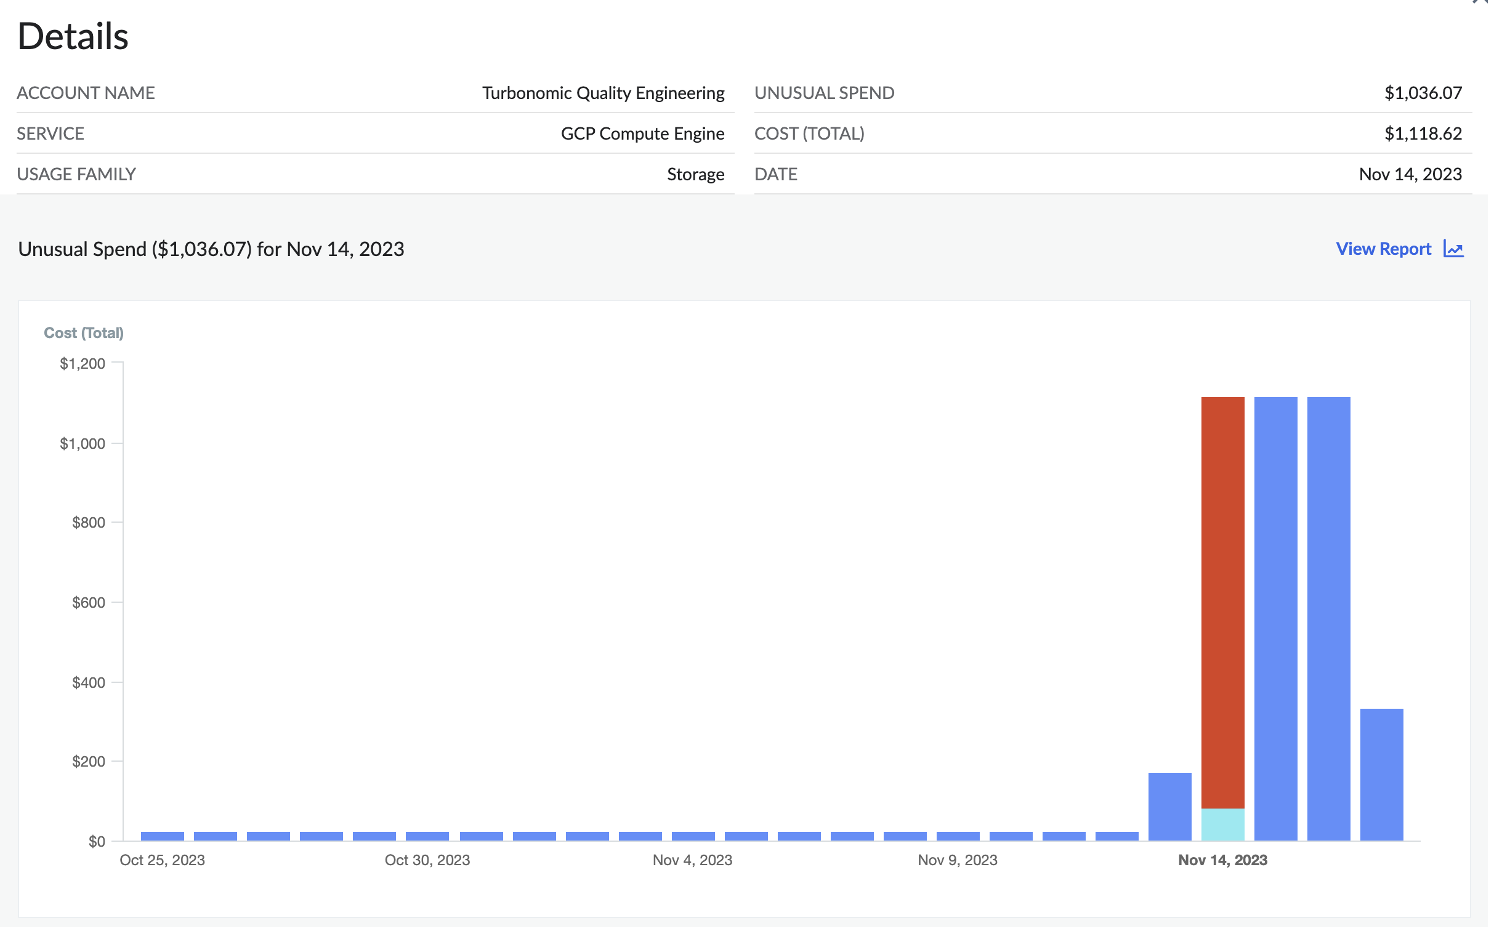 Details
ACCOUNT NAME Turbonomic Quality Engineering UNUSUAL SPEND $1,036.07
SERVICE GCP Compute Engine COST (TOTAL) $1,118.62
USAGE FAMILY Storage DATE Nov 14, 2023
Unusual Spend ($1,036.07) for Nov 14, 2023 View Report
Cost (Total)
$1,200
$1,000
$800
$600
$400
$200
$0
Oct 25, 2023 Oct 30, 2023 Nov 4, 2023 Nov 9, 2023 Nov 14, 2023